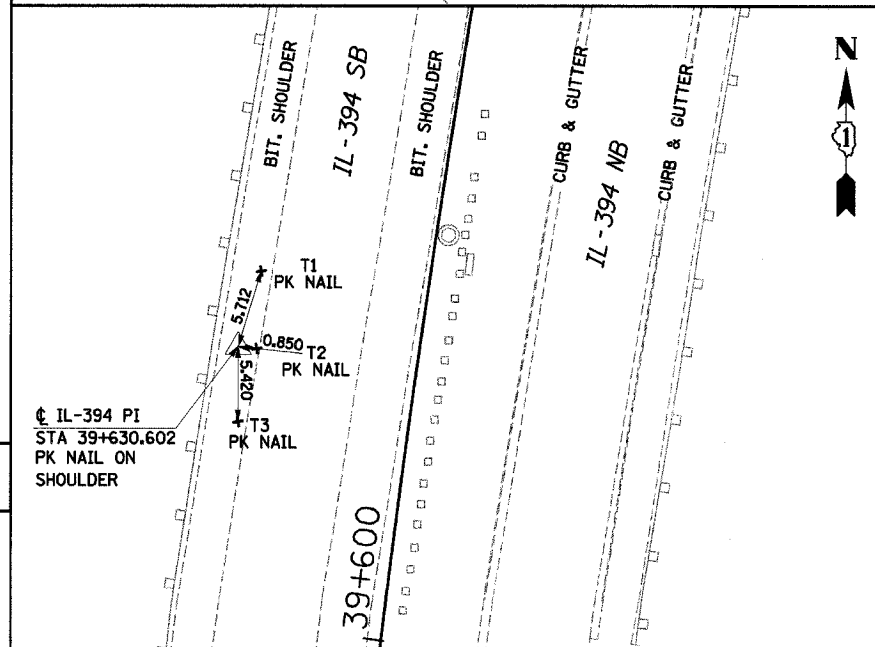 BIT. SHOULDER
IL-394 SB
BIT. SHOULDER
CURB & GUTTER
IL-394 NB
CURB & GUTTER
N
1
T1
PK NAIL
5.712
0.850
T2
PK NAIL
5.420
T3
PK NAIL
℄ IL-394 PI
STA 39+630.602
PK NAIL ON
SHOULDER
39+600